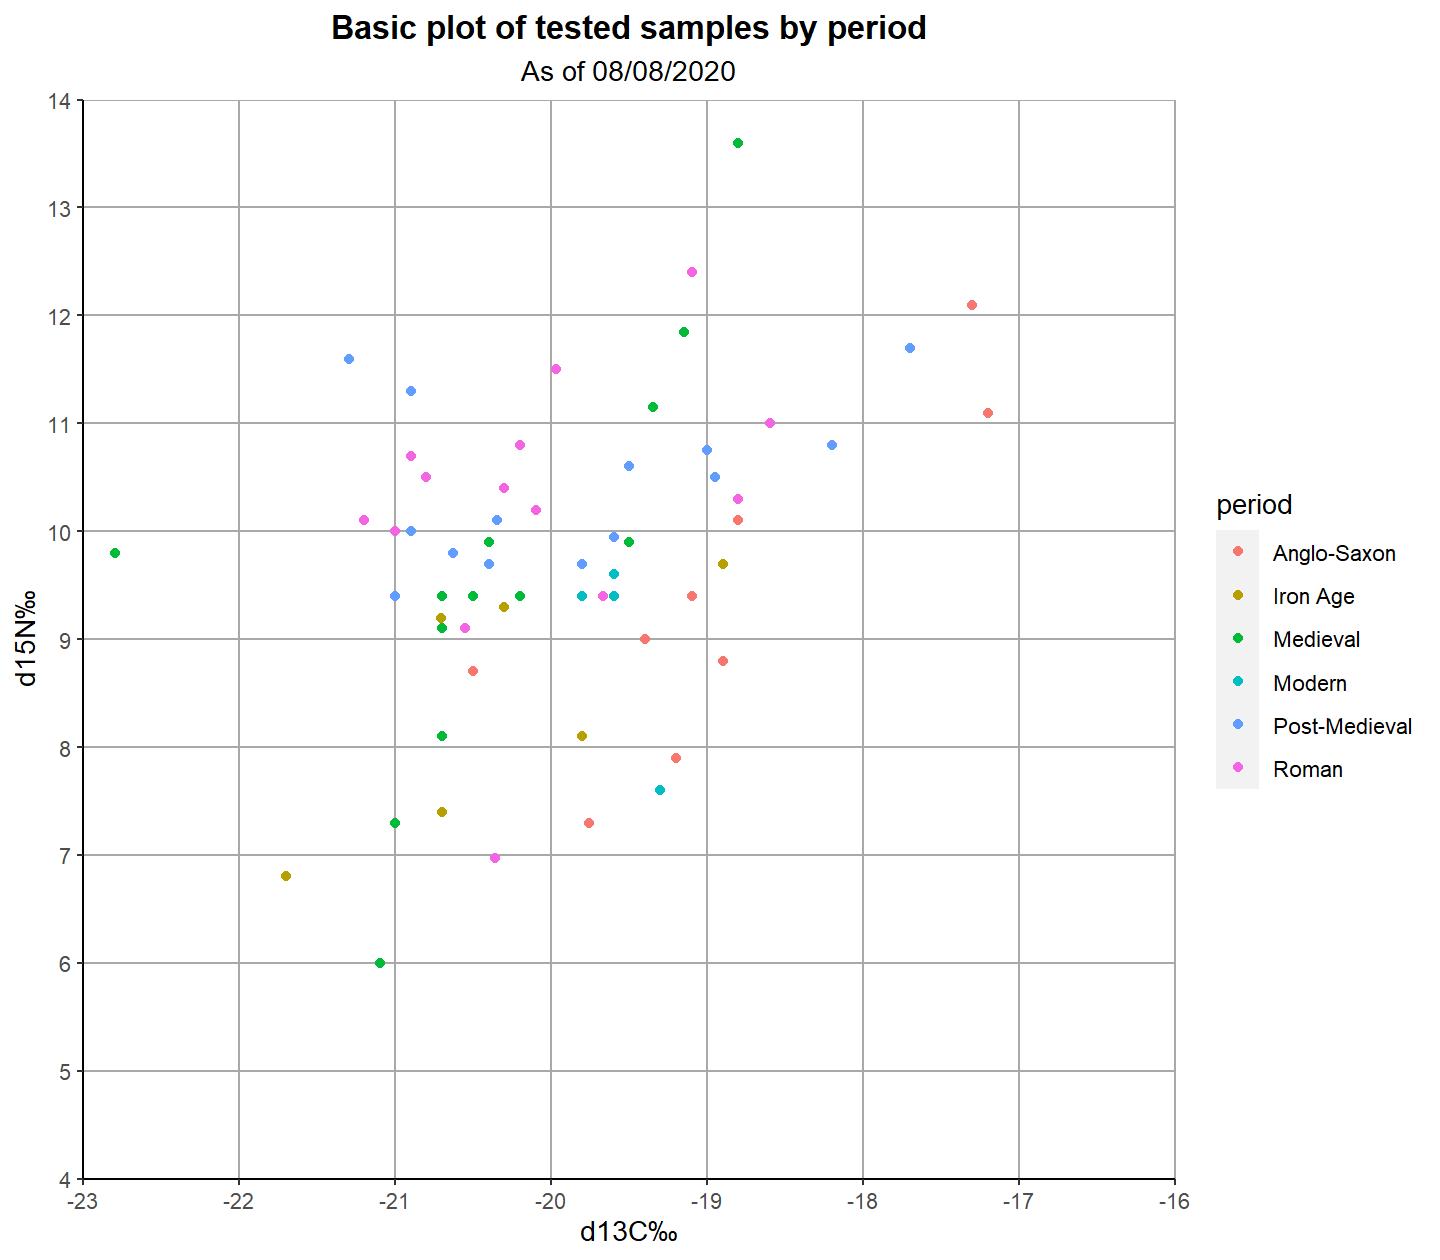 Basic plot of tested samples by period
As of 08/08/2020
14
13
12
11
10
9
8
7
6
5
4
d15N‰
-23 -22 -21 -20 -19 -18 -17 -16
d13C‰
period
Anglo-Saxon
Iron Age
Medieval
Modern
Post-Medieval
Roman